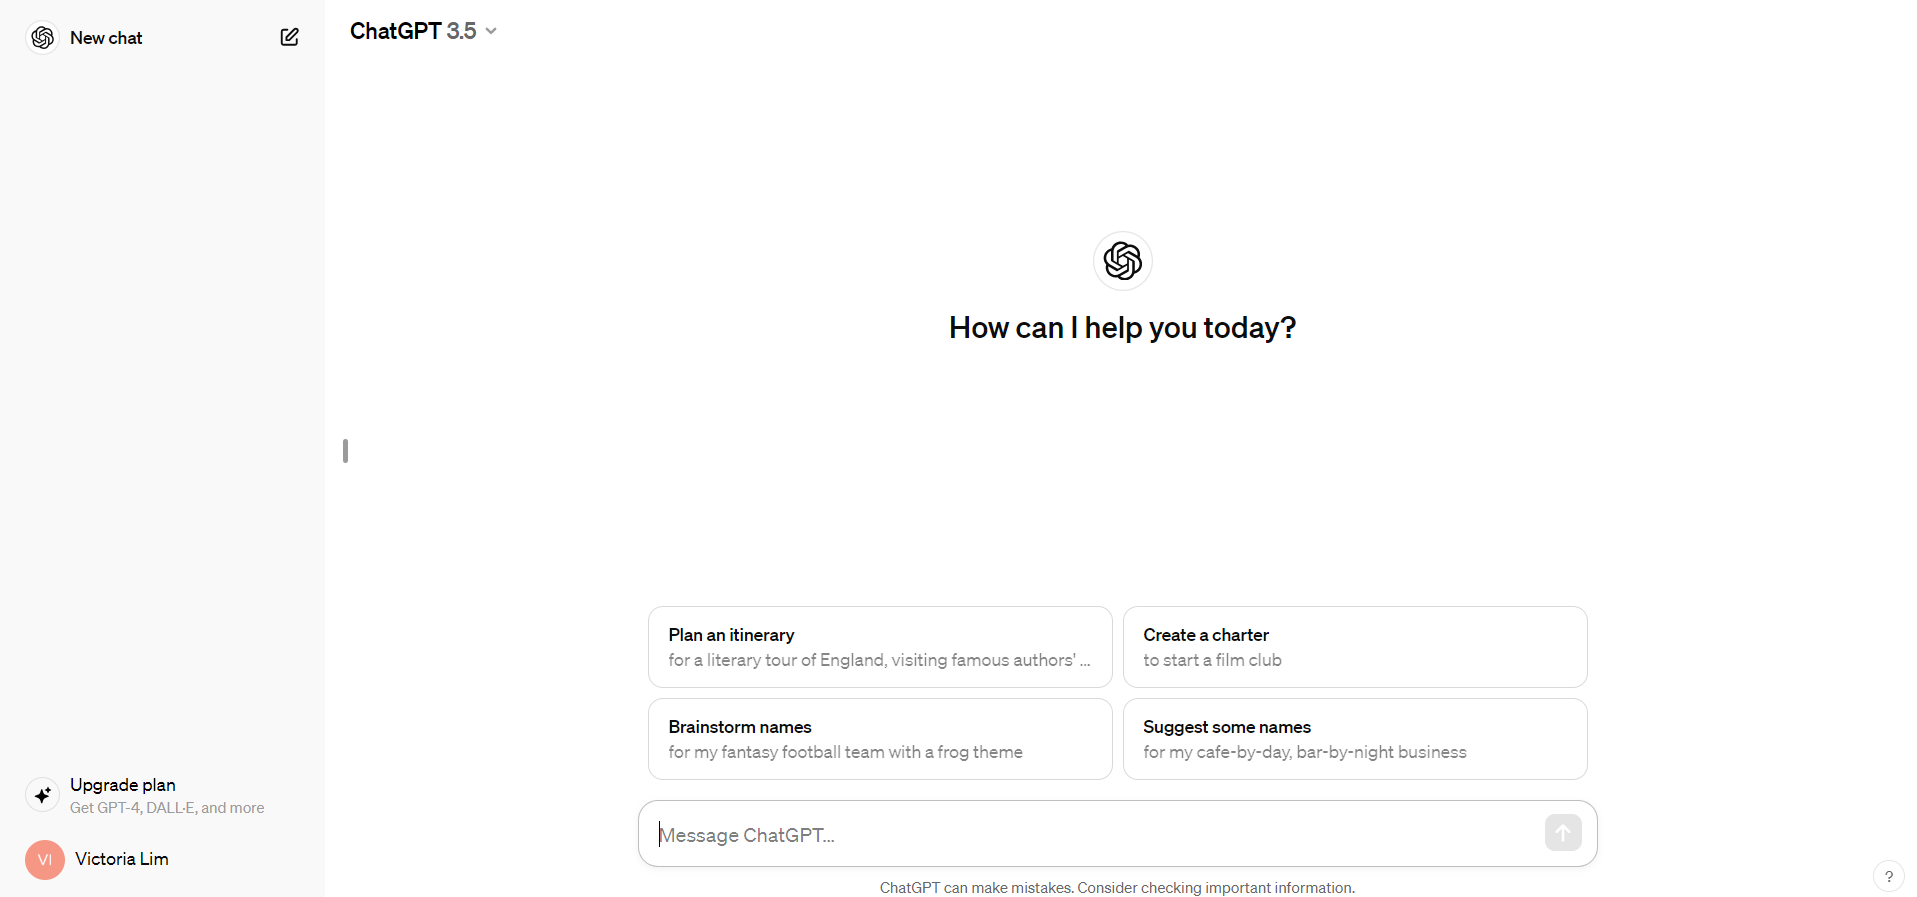 New chat
ChatGPT 3.5
How can I help you today?
Plan an itinerary
for a literary tour of England, visiting famous authors' ...
Create a charter
to start a film club
Brainstorm names
for my fantasy football team with a frog theme
Suggest some names
for my cafe-by-day, bar-by-night business
Upgrade plan
Get GPT-4, DALL·E, and more
VI
Victoria Lim
Message ChatGPT...
ChatGPT can make mistakes. Consider checking important information.
?